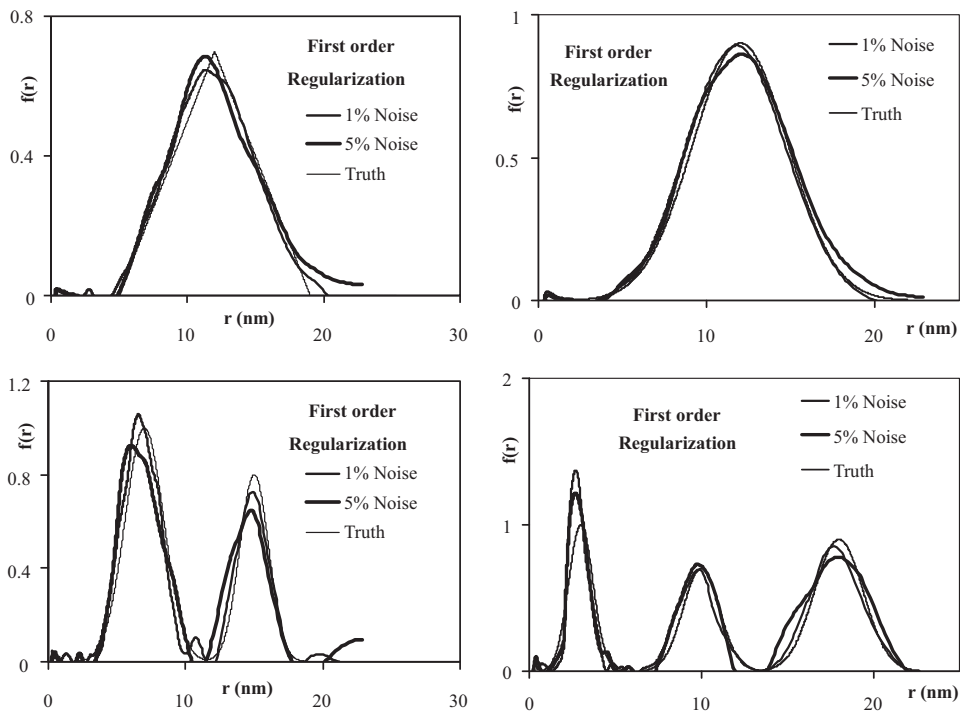 0.8
0.4
0
f(r)
First order
Regularization
1% Noise
5% Noise
Truth
0 10 20 30
r (nm)
1
0.5
0
f(r)
First order
Regularization
1% Noise
5% Noise
Truth
0 10 20
r (nm)
1.2
0.8
0.4
0
f(r)
First order
Regularization
1% Noise
5% Noise
Truth
0 10 20 30
r (nm)
2
1
0
f(r)
First order
Regularization
1% Noise
5% Noise
Truth
0 10 20
r (nm)